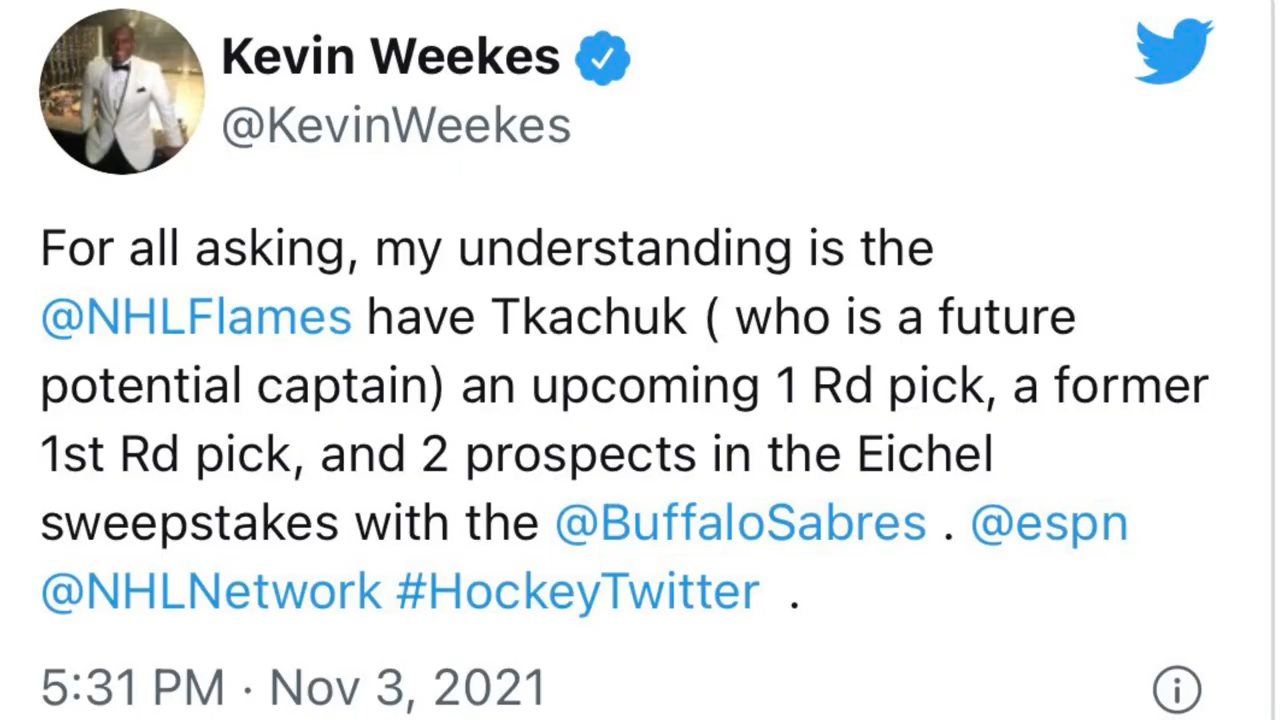 Kevin Weekes
@KevinWeekes
For all asking, my understanding is the
@NHLFlames have Tkachuk ( who is a future
potential captain) an upcoming 1 Rd pick, a former
1st Rd pick, and 2 prospects in the Eichel
sweepstakes with the @BuffaloSabres . @espn
@NHLNetwork #HockeyTwitter .
5:31 PM · Nov 3, 2021